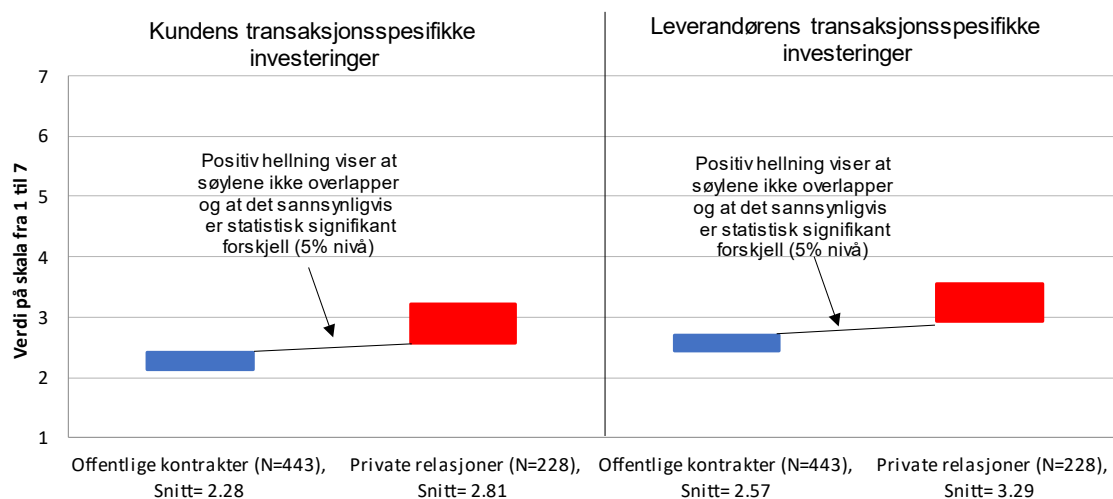 Kundens transaksjonsspesifikke
investeringer
Leverandørens transaksjonsspesifikke
investeringer
Verdi på skala fra 1 til 7
7
6
5
4
3
2
1
Positiv hellning viser at
søylene ikke overlapper
og at det sannsynligvis
er statistisk signifikant
forskjell (5% nivå)
Positiv hellning viser at
søylene ikke overlapper
og at det sannsynligvis
er statistisk signifikant
forskjell (5% nivå)
Offentlige kontrakter (N=443),
Snitt= 2.28
Private relasjoner (N=228),
Snitt= 2.81
Offentlige kontrakter (N=443),
Snitt= 2.57
Private relasjoner (N=228),
Snitt= 3.29